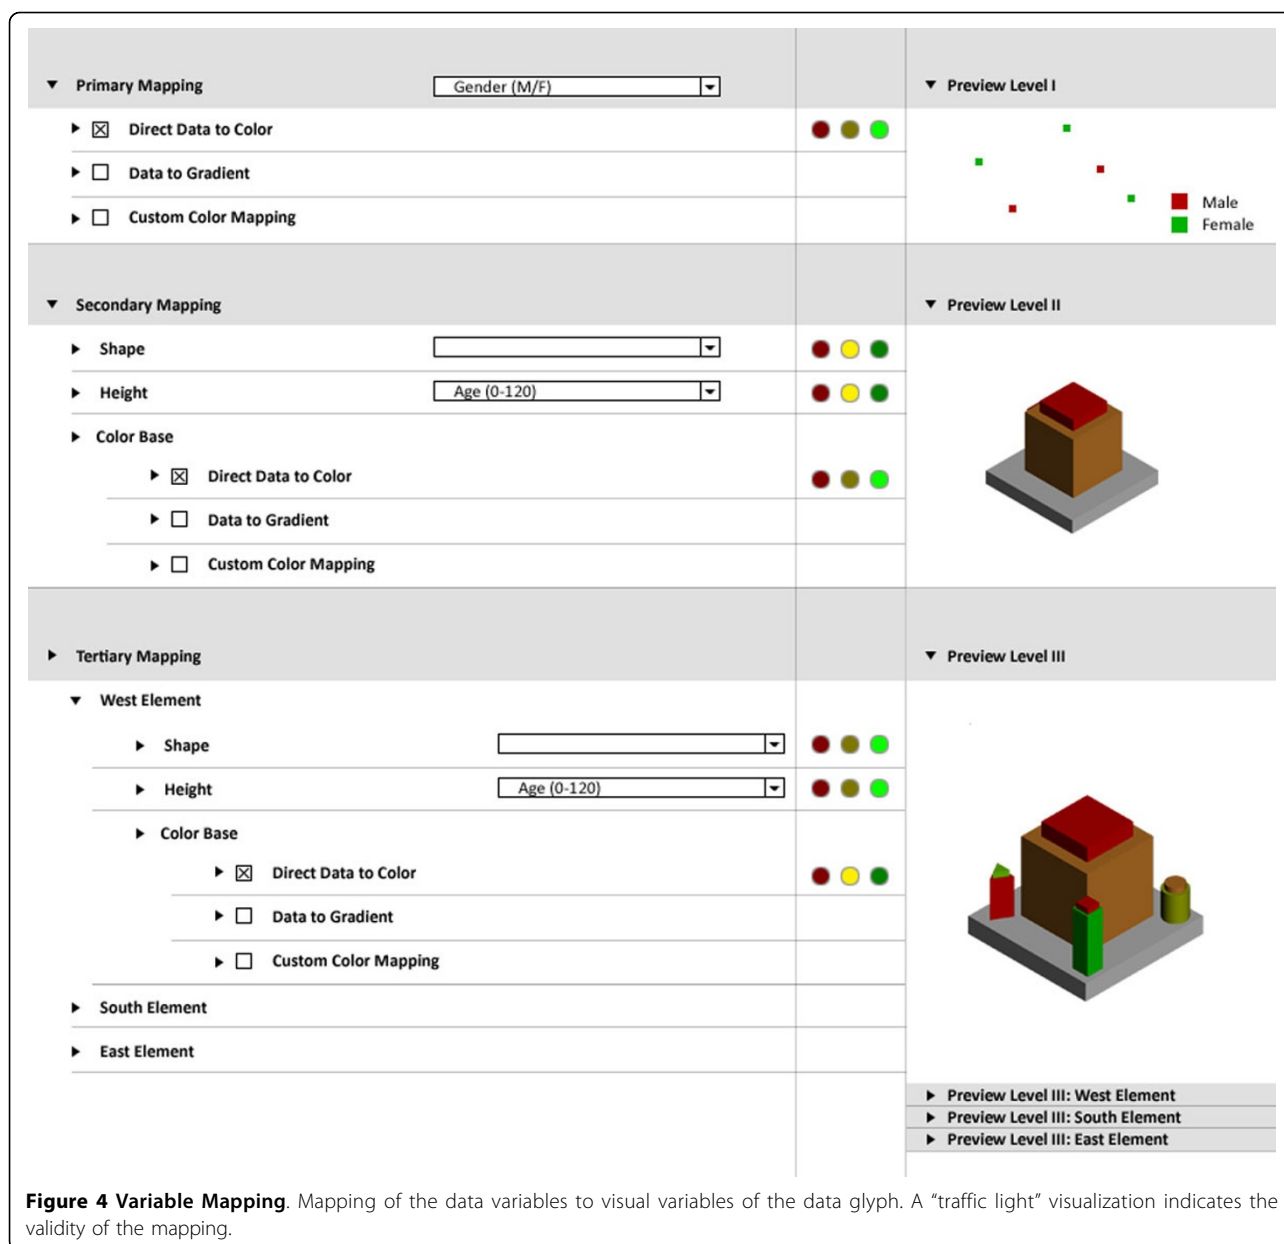 Primary Mapping Gender (M/F) Preview Level I
Direct Data to Color
Data to Gradient
Custom Color Mapping
Male
Female
Secondary Mapping Preview Level II
Shape
Height Age (0-120)
Color Base
Direct Data to Color
Data to Gradient
Custom Color Mapping
Tertiary Mapping Preview Level III
West Element
Shape
Height Age (0-120)
Color Base
Direct Data to Color
Data to Gradient
Custom Color Mapping
South Element
East Element
Preview Level III: West Element
Preview Level III: South Element
Preview Level III: East Element
Figure 4 Variable Mapping. Mapping of the data variables to visual variables of the data glyph. A “traffic light” visualization indicates the
validity of the mapping.